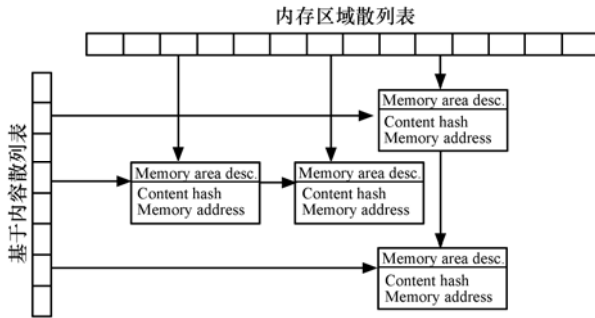 内存区域散列表
基于内容散列表
Memory area desc.
Content hash
Memory address
Memory area desc.
Content hash
Memory address
Memory area desc.
Content hash
Memory address
Memory area desc.
Content hash
Memory address